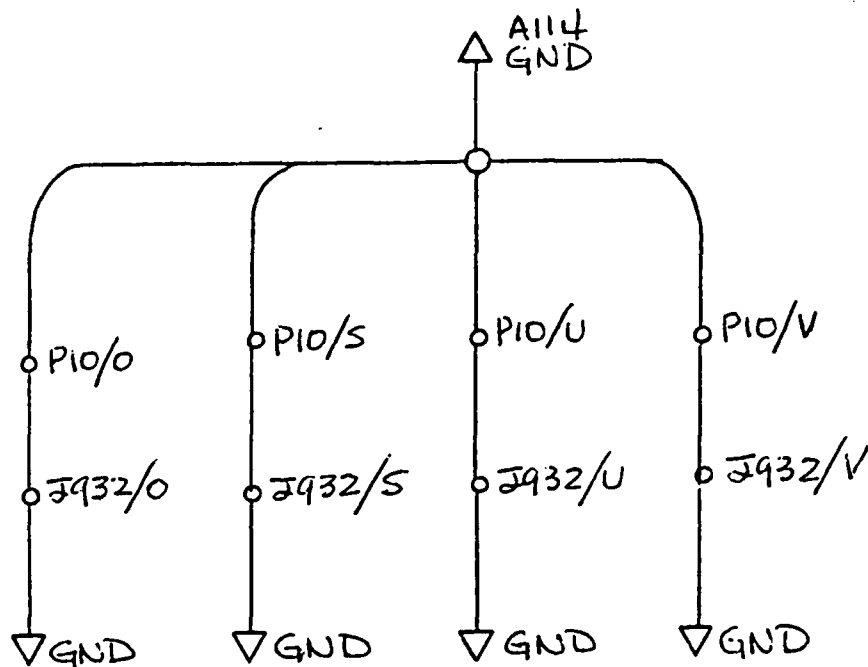 A114
GND
P10/O
P10/S
P10/U
P10/V
J932/O
J932/S
J932/U
J932/V
GND
GND
GND
GND